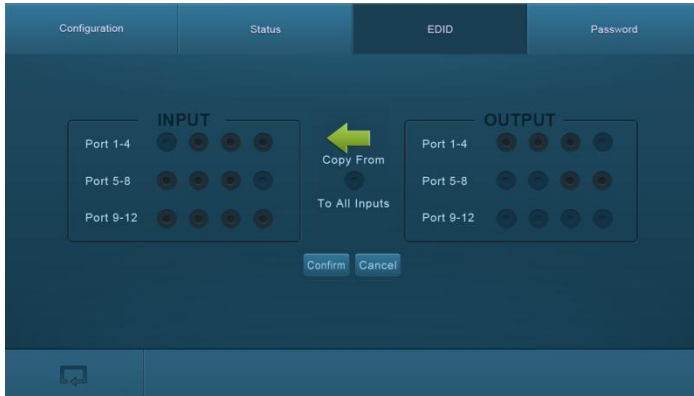 Configuration Status EDID Password
INPUT OUTPUT
Port 1-4 Copy From Port 1-4
Port 5-8 Port 5-8
To All Inputs
Port 9-12 Port 9-12
Confirm Cancel